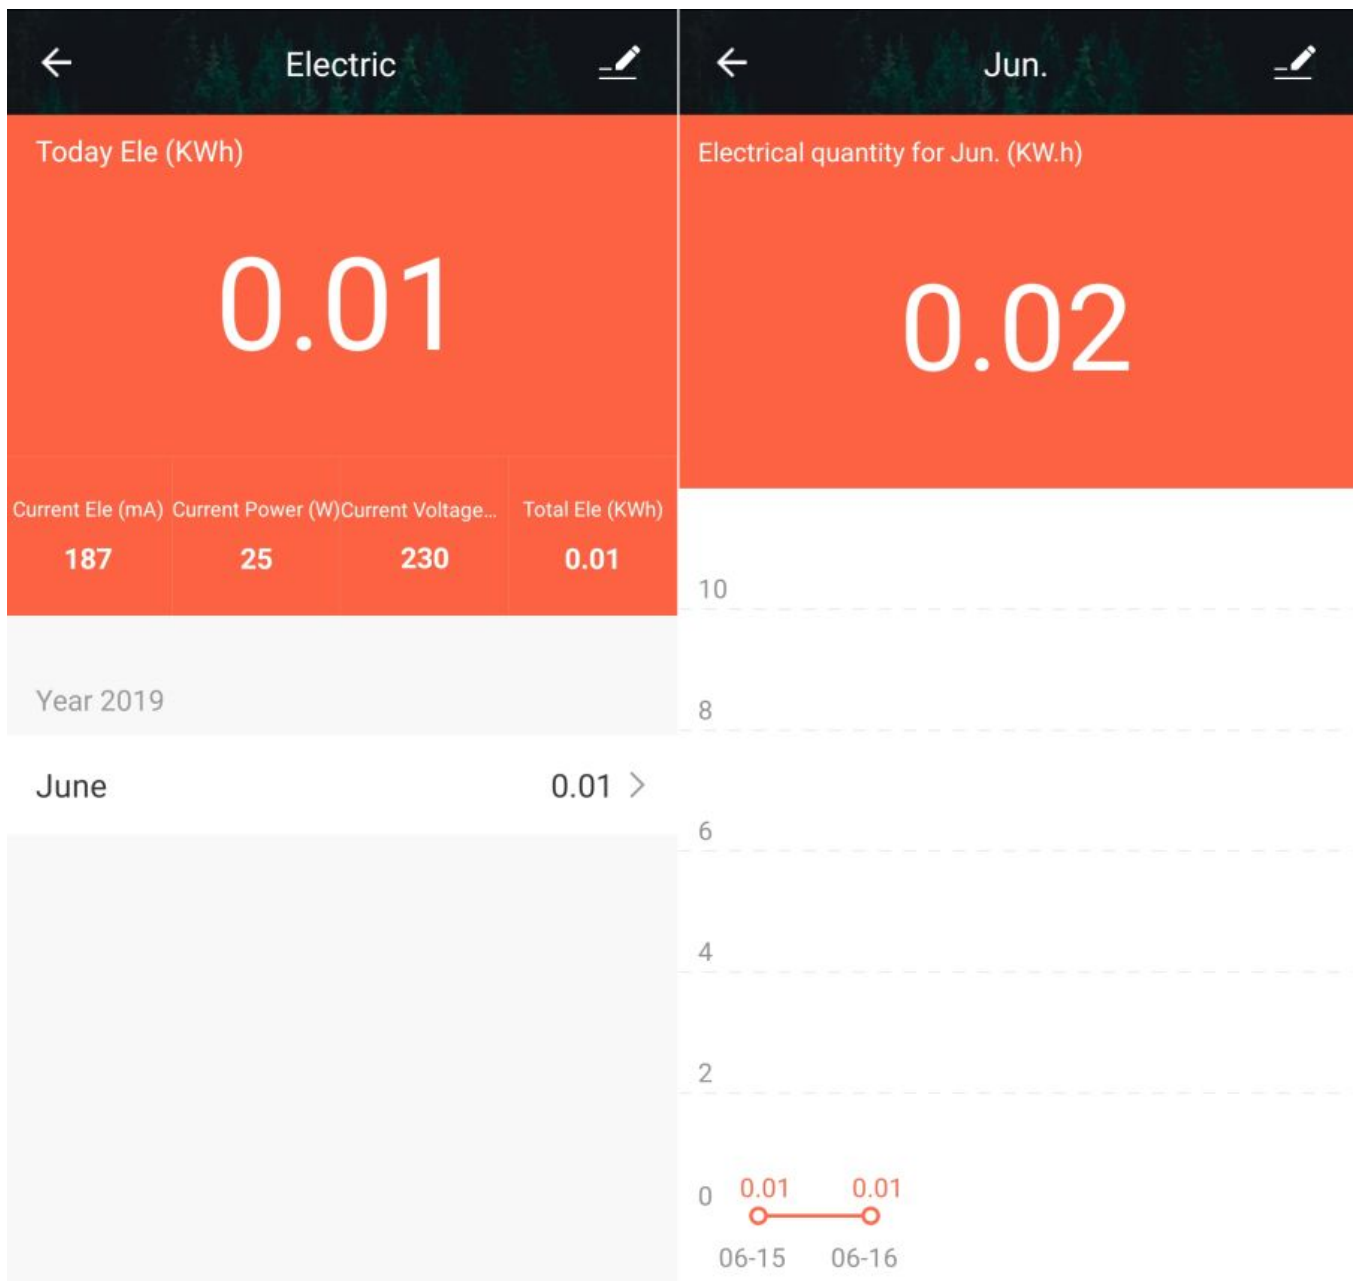 Electric
Today Ele (KWh)
0.01
Current Ele (mA) Current Power (W) Current Voltage... Total Ele (KWh)
187 25 230 0.01
Year 2019
June 0.01
Jun.
Electrical quantity for Jun. (KW.h)
0.02
10
8
6
4
2
0 0.01 0.01
06-15 06-16